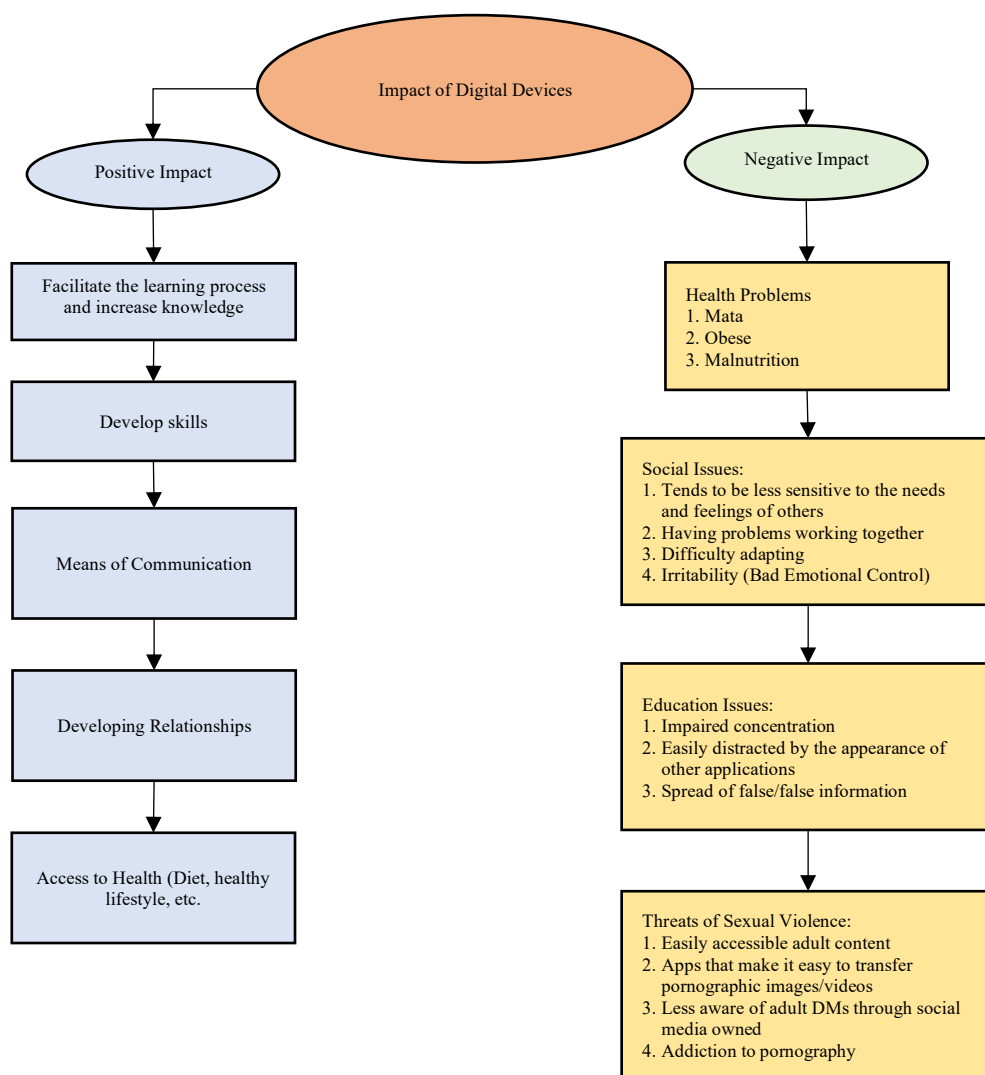 Impact of Digital Devices
Positive Impact
Facilitate the learning process
and increase knowledge
Develop skills
Means of Communication
Developing Relationships
Access to Health (Diet, healthy
lifestyle, etc.
Negative Impact
Health Problems
1. Mata
2. Obese
3. Malnutrition
Social Issues:
1. Tends to be less sensitive to the needs
and feelings of others
2. Having problems working together
3. Difficulty adapting
4. Irritability (Bad Emotional Control)
Education Issues:
1. Impaired concentration
2. Easily distracted by the appearance of
other applications
3. Spread of false/false information
Threats of Sexual Violence:
1. Easily accessible adult content
2. Apps that make it easy to transfer
pornographic images/videos
3. Less aware of adult DMs through social
media owned
4. Addiction to pornography